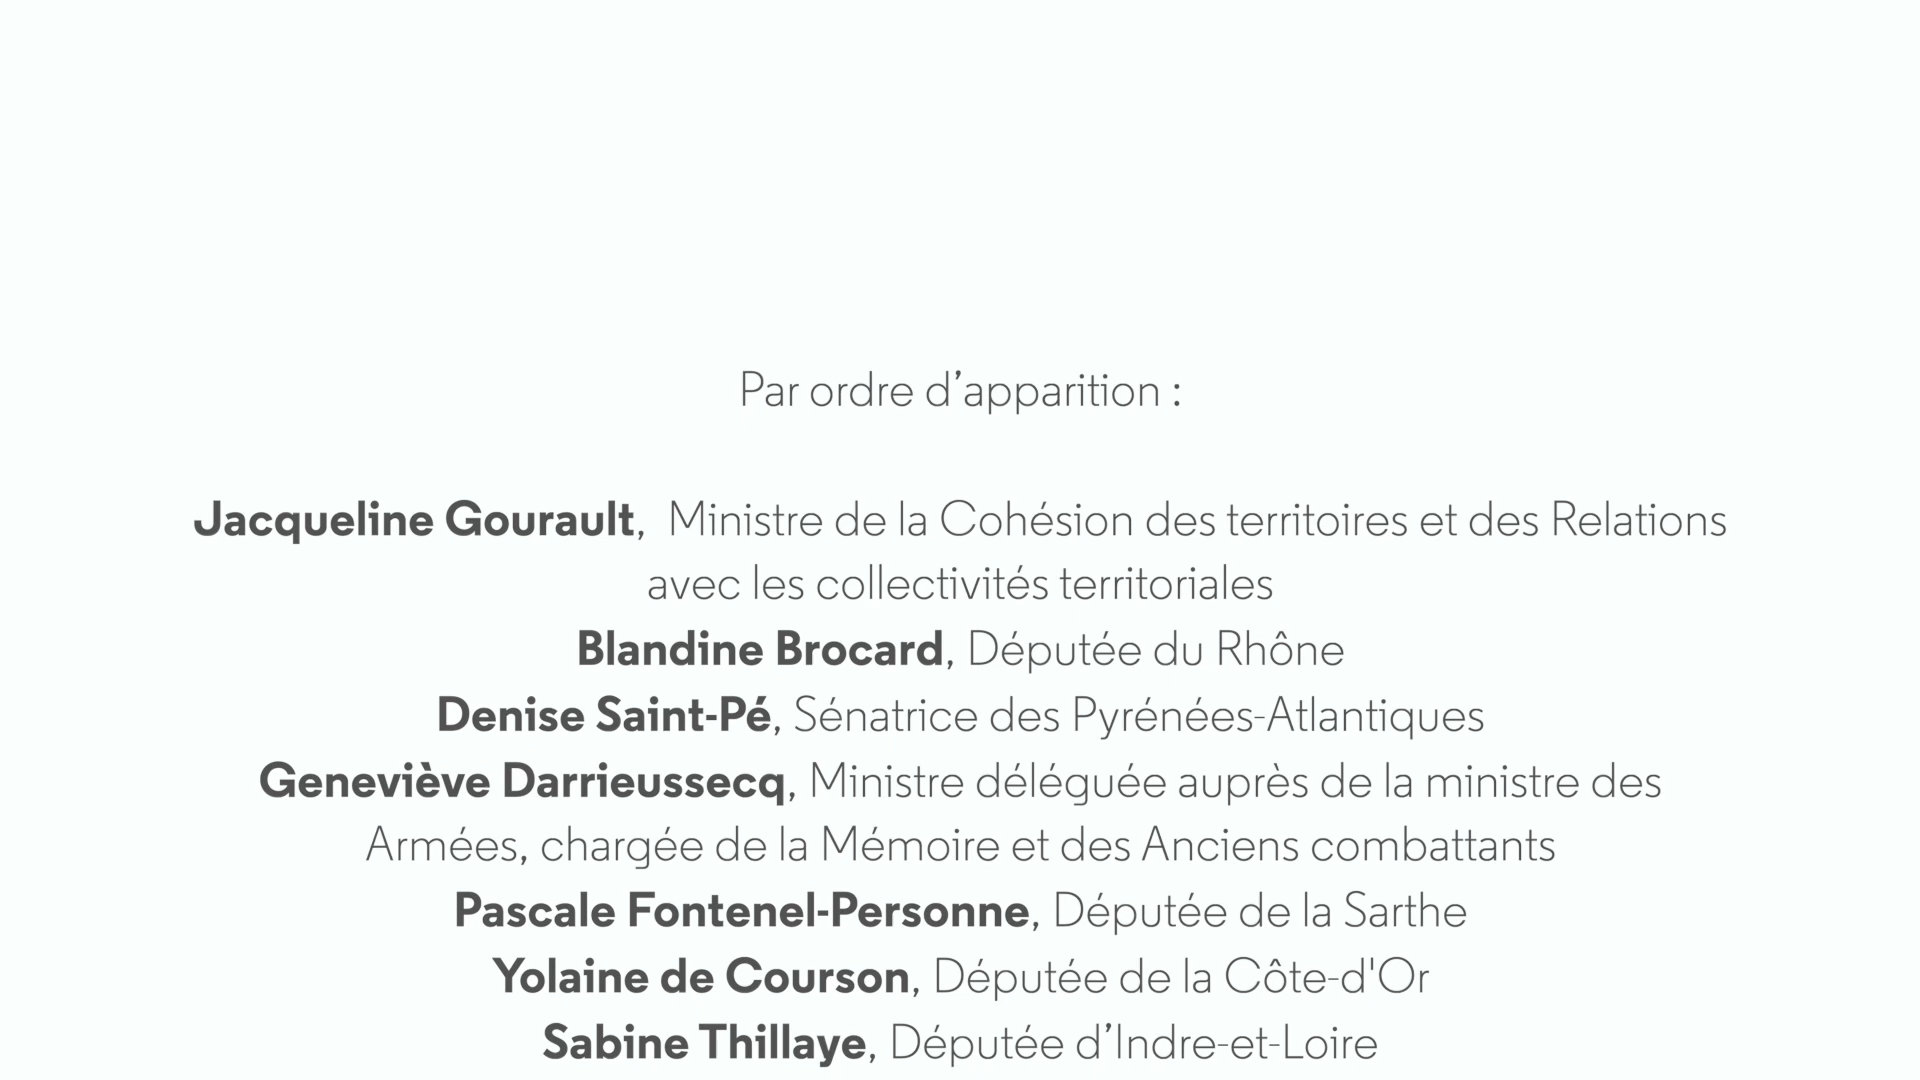 Par ordre d’apparition :
Jacqueline Gourault,  Ministre de la Cohésion des territoires et des Relations
avec les collectivités territoriales
Blandine Brocard, Députée du Rhône
Denise Saint-Pé, Sénatrice des Pyrénées-Atlantiques
Geneviève Darrieussecq, Ministre déléguée auprès de la ministre des
Armées, chargée de la Mémoire et des Anciens combattants
Pascale Fontenel-Personne, Députée de la Sarthe
Yolaine de Courson, Députée de la Côte-d'Or
Sabine Thillaye, Députée d’Indre-et-Loire